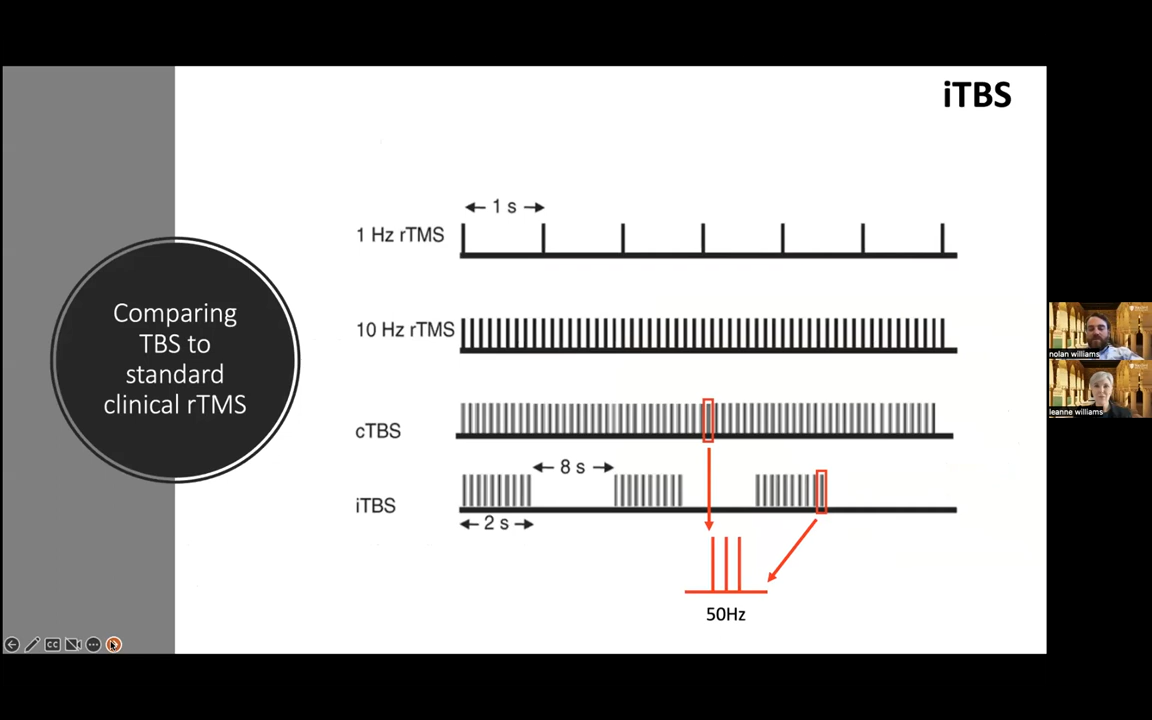 iTBS
Comparing
TBS to
standard
clinical rTMS
1 s
1 Hz rTMS
10 Hz rTMS
cTBS
8 s
iTBS
2 s
50Hz
nolan williams
leanne williams
CC